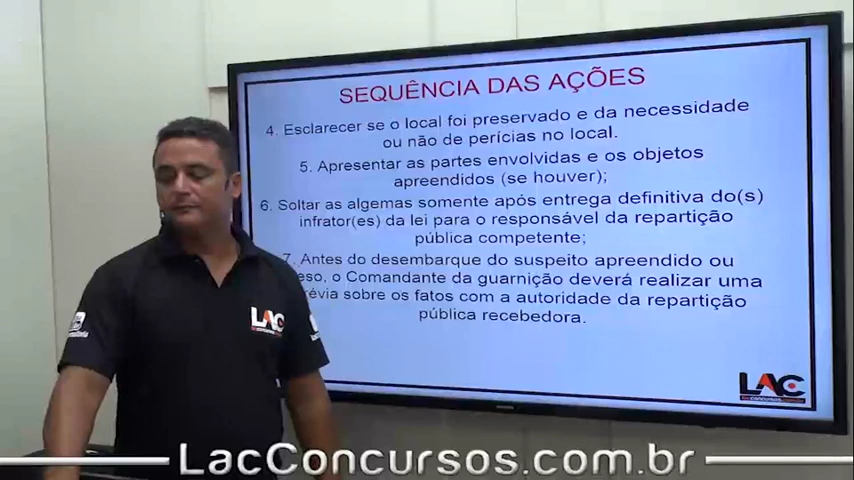 SEQUÊNCIA DAS AÇÕES
4. Esclarecer se o local foi preservado e da necessidade
ou não de perícias no local.
5. Apresentar as partes envolvidas e os objetos
apreendidos (se houver);
6. Soltar as algemas somente após entrega definitiva do(s)
infrator(es) da lei para o responsável da repartição
pública competente;
7. Antes do desembarque do suspeito apreendido ou
eso, o Comandante da guarnição deverá realizar uma
révia sobre os fatos com a autoridade da repartição
pública recebedora.
LAC
LAC
LacConcursos.com.br